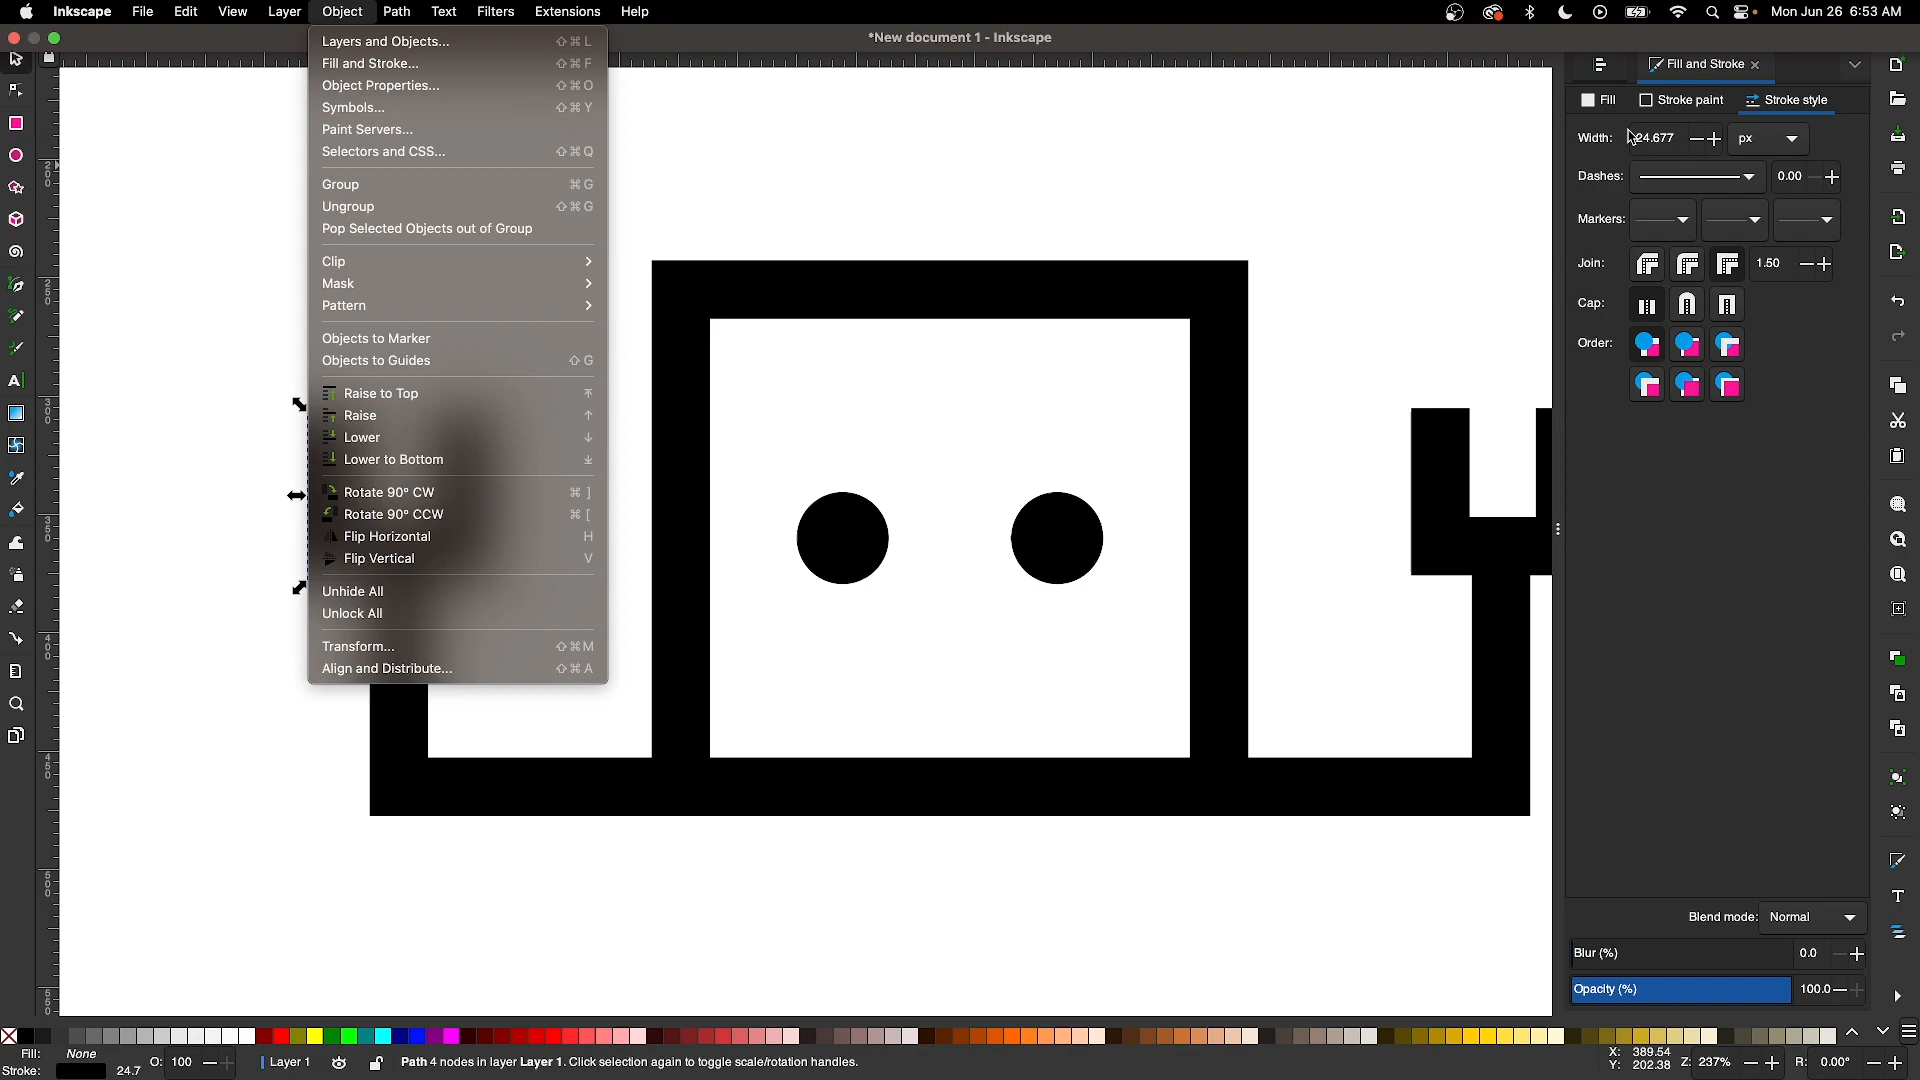 Inkscape File Edit View Layer Object Path Text Filters Extensions Help Mon Jun 26 6:53 AM
*New document 1 - Inkscape
Layers and Objects... ⇧⌘L
Fill and Stroke... ⇧⌘F
Object Properties... ⇧⌘O
Symbols... ⇧⌘Y
Paint Servers...
Selectors and CSS... ⇧⌘Q
Group ⌘G
Ungroup ⇧⌘G
Pop Selected Objects out of Group
Clip
Mask
Pattern
Objects to Marker
Objects to Guides ⇧G
Raise to Top
Raise ↑
Lower ↓
Lower to Bottom
Rotate 90° CW ⌘]
Rotate 90° CCW ⌘[
Flip Horizontal H
Flip Vertical V
Unhide All
Unlock All
Transform... ⇧⌘M
Align and Distribute... ⇧⌘A
Fill and Stroke
Fill Stroke paint Stroke style
Width: 24.677 px
Dashes: 0.00
Markers:
Join: 1.50
Cap:
Order:
Blend mode: Normal
Blur (%) 0.0
Opacity (%) 100.0
Fill: None
Stroke: 24.7
O: 100 Layer 1 Path 4 nodes in layer Layer 1. Click selection again to toggle scale/rotation handles.
X: 389.54
Y: 202.38
Z: 237% R: 0.00°